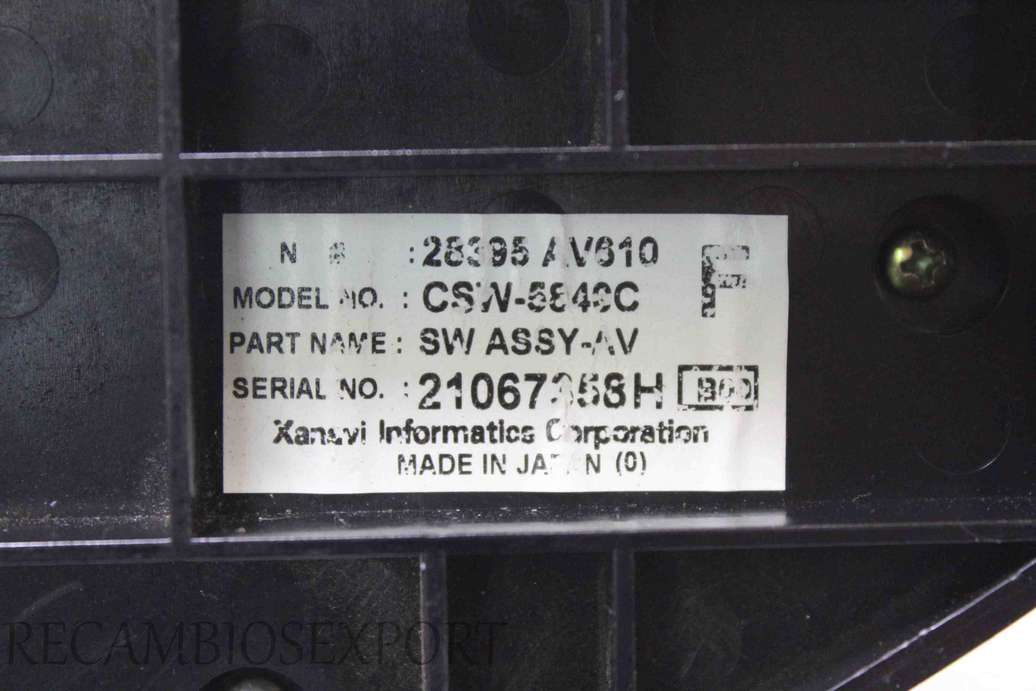 N : 28395 AV610 F
MODEL NO. : CSW-5840C
PART NAME : SW ASSY-AV
SERIAL NO. : 21067358H B00
Xanavi Informatics Corporation
MADE IN JAPAN (0)
RECAMBIOSEXPORT